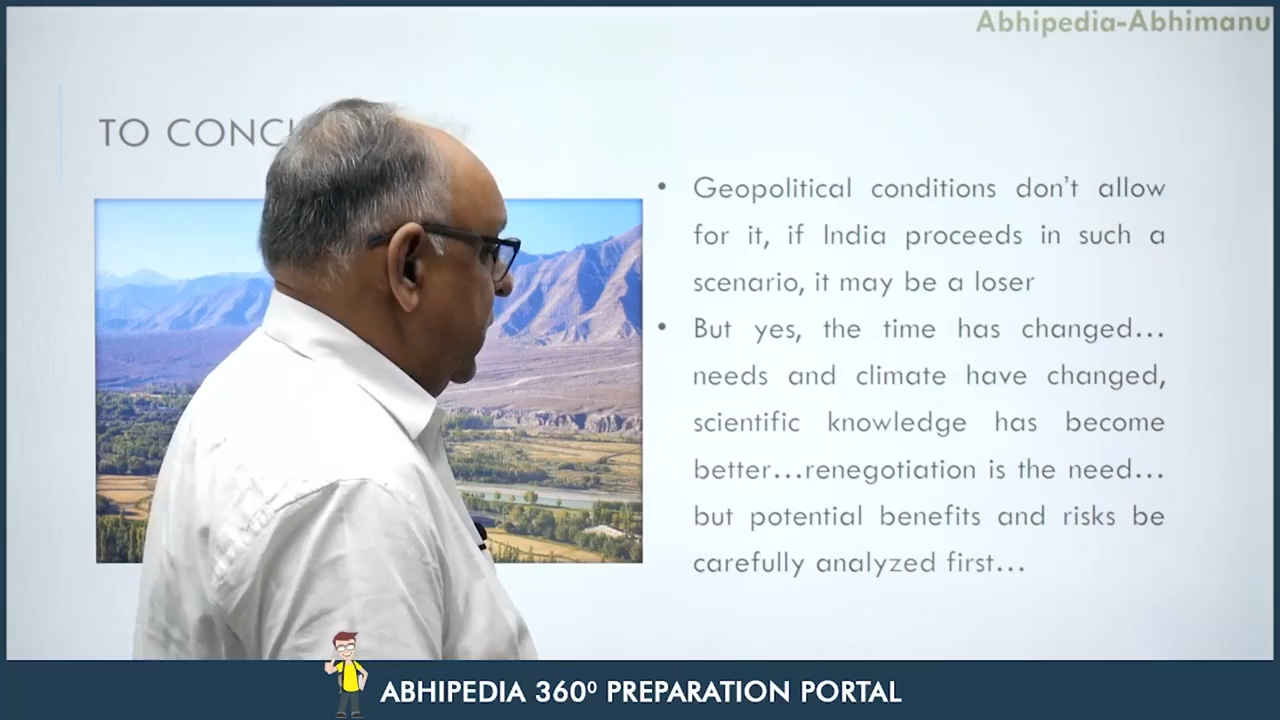 Abhipedia-Abhimanu
TO CONCL
• Geopolitical conditions don't allow
for it, if India proceeds in such a
scenario, it may be a loser
• But yes, the time has changed...
needs and climate have changed,
scientific knowledge has become
better...renegotiation is the need...
but potential benefits and risks be
carefully analyzed first...
ABHIPEDIA 360⁰ PREPARATION PORTAL